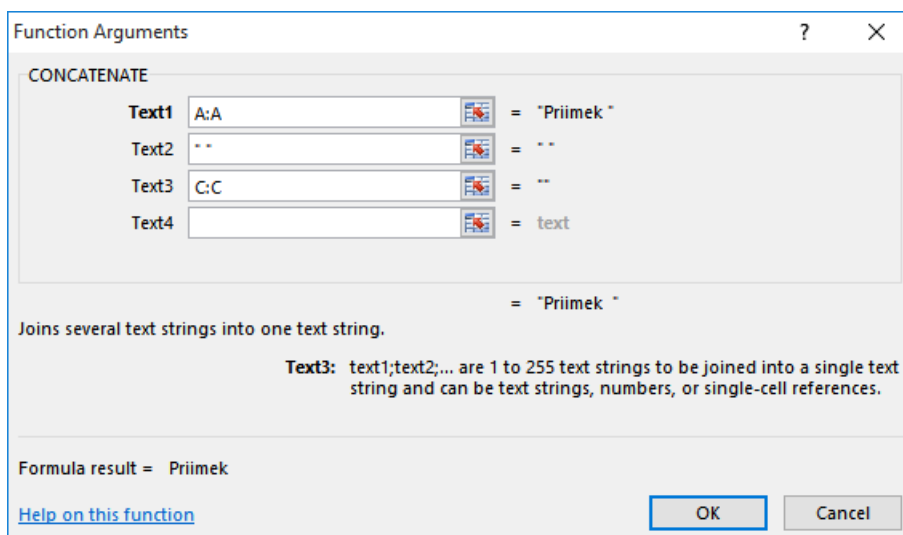 Function Arguments ? ×
CONCATENATE
Text1 A:A = "Priimek "
Text2 " " = " "
Text3 C:C = ""
Text4 = text
= "Priimek  "
Joins several text strings into one text string.
Text3: text1;text2;... are 1 to 255 text strings to be joined into a single text
string and can be text strings, numbers, or single-cell references.
Formula result = Priimek
Help on this function OK Cancel